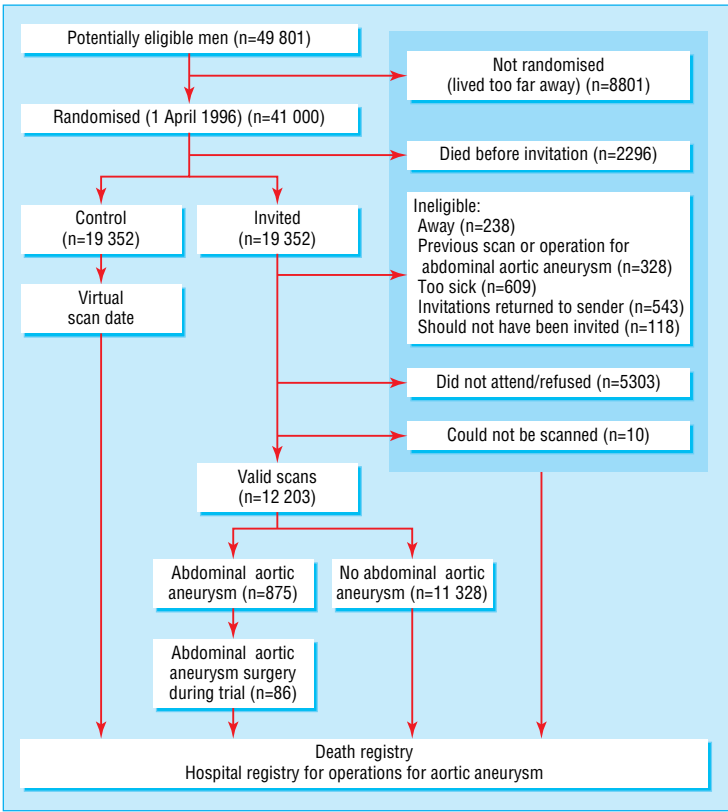 Potentially eligible men (n=49 801)
Not randomised
(lived too far away) (n=8801)
Randomised (1 April 1996) (n=41 000)
Died before invitation (n=2296)
Control
(n=19 352)
Invited
(n=19 352)
Ineligible:
Away (n=238)
Previous scan or operation for
abdominal aortic aneurysm (n=328)
Too sick (n=609)
Invitations returned to sender (n=543)
Should not have been invited (n=118)
Virtual
scan date
Did not attend/refused (n=5303)
Could not be scanned (n=10)
Valid scans
(n=12 203)
Abdominal aortic
aneurysm (n=875)
No abdominal aortic
aneurysm (n=11 328)
Abdominal aortic
aneurysm surgery
during trial (n=86)
Death registry
Hospital registry for operations for aortic aneurysm